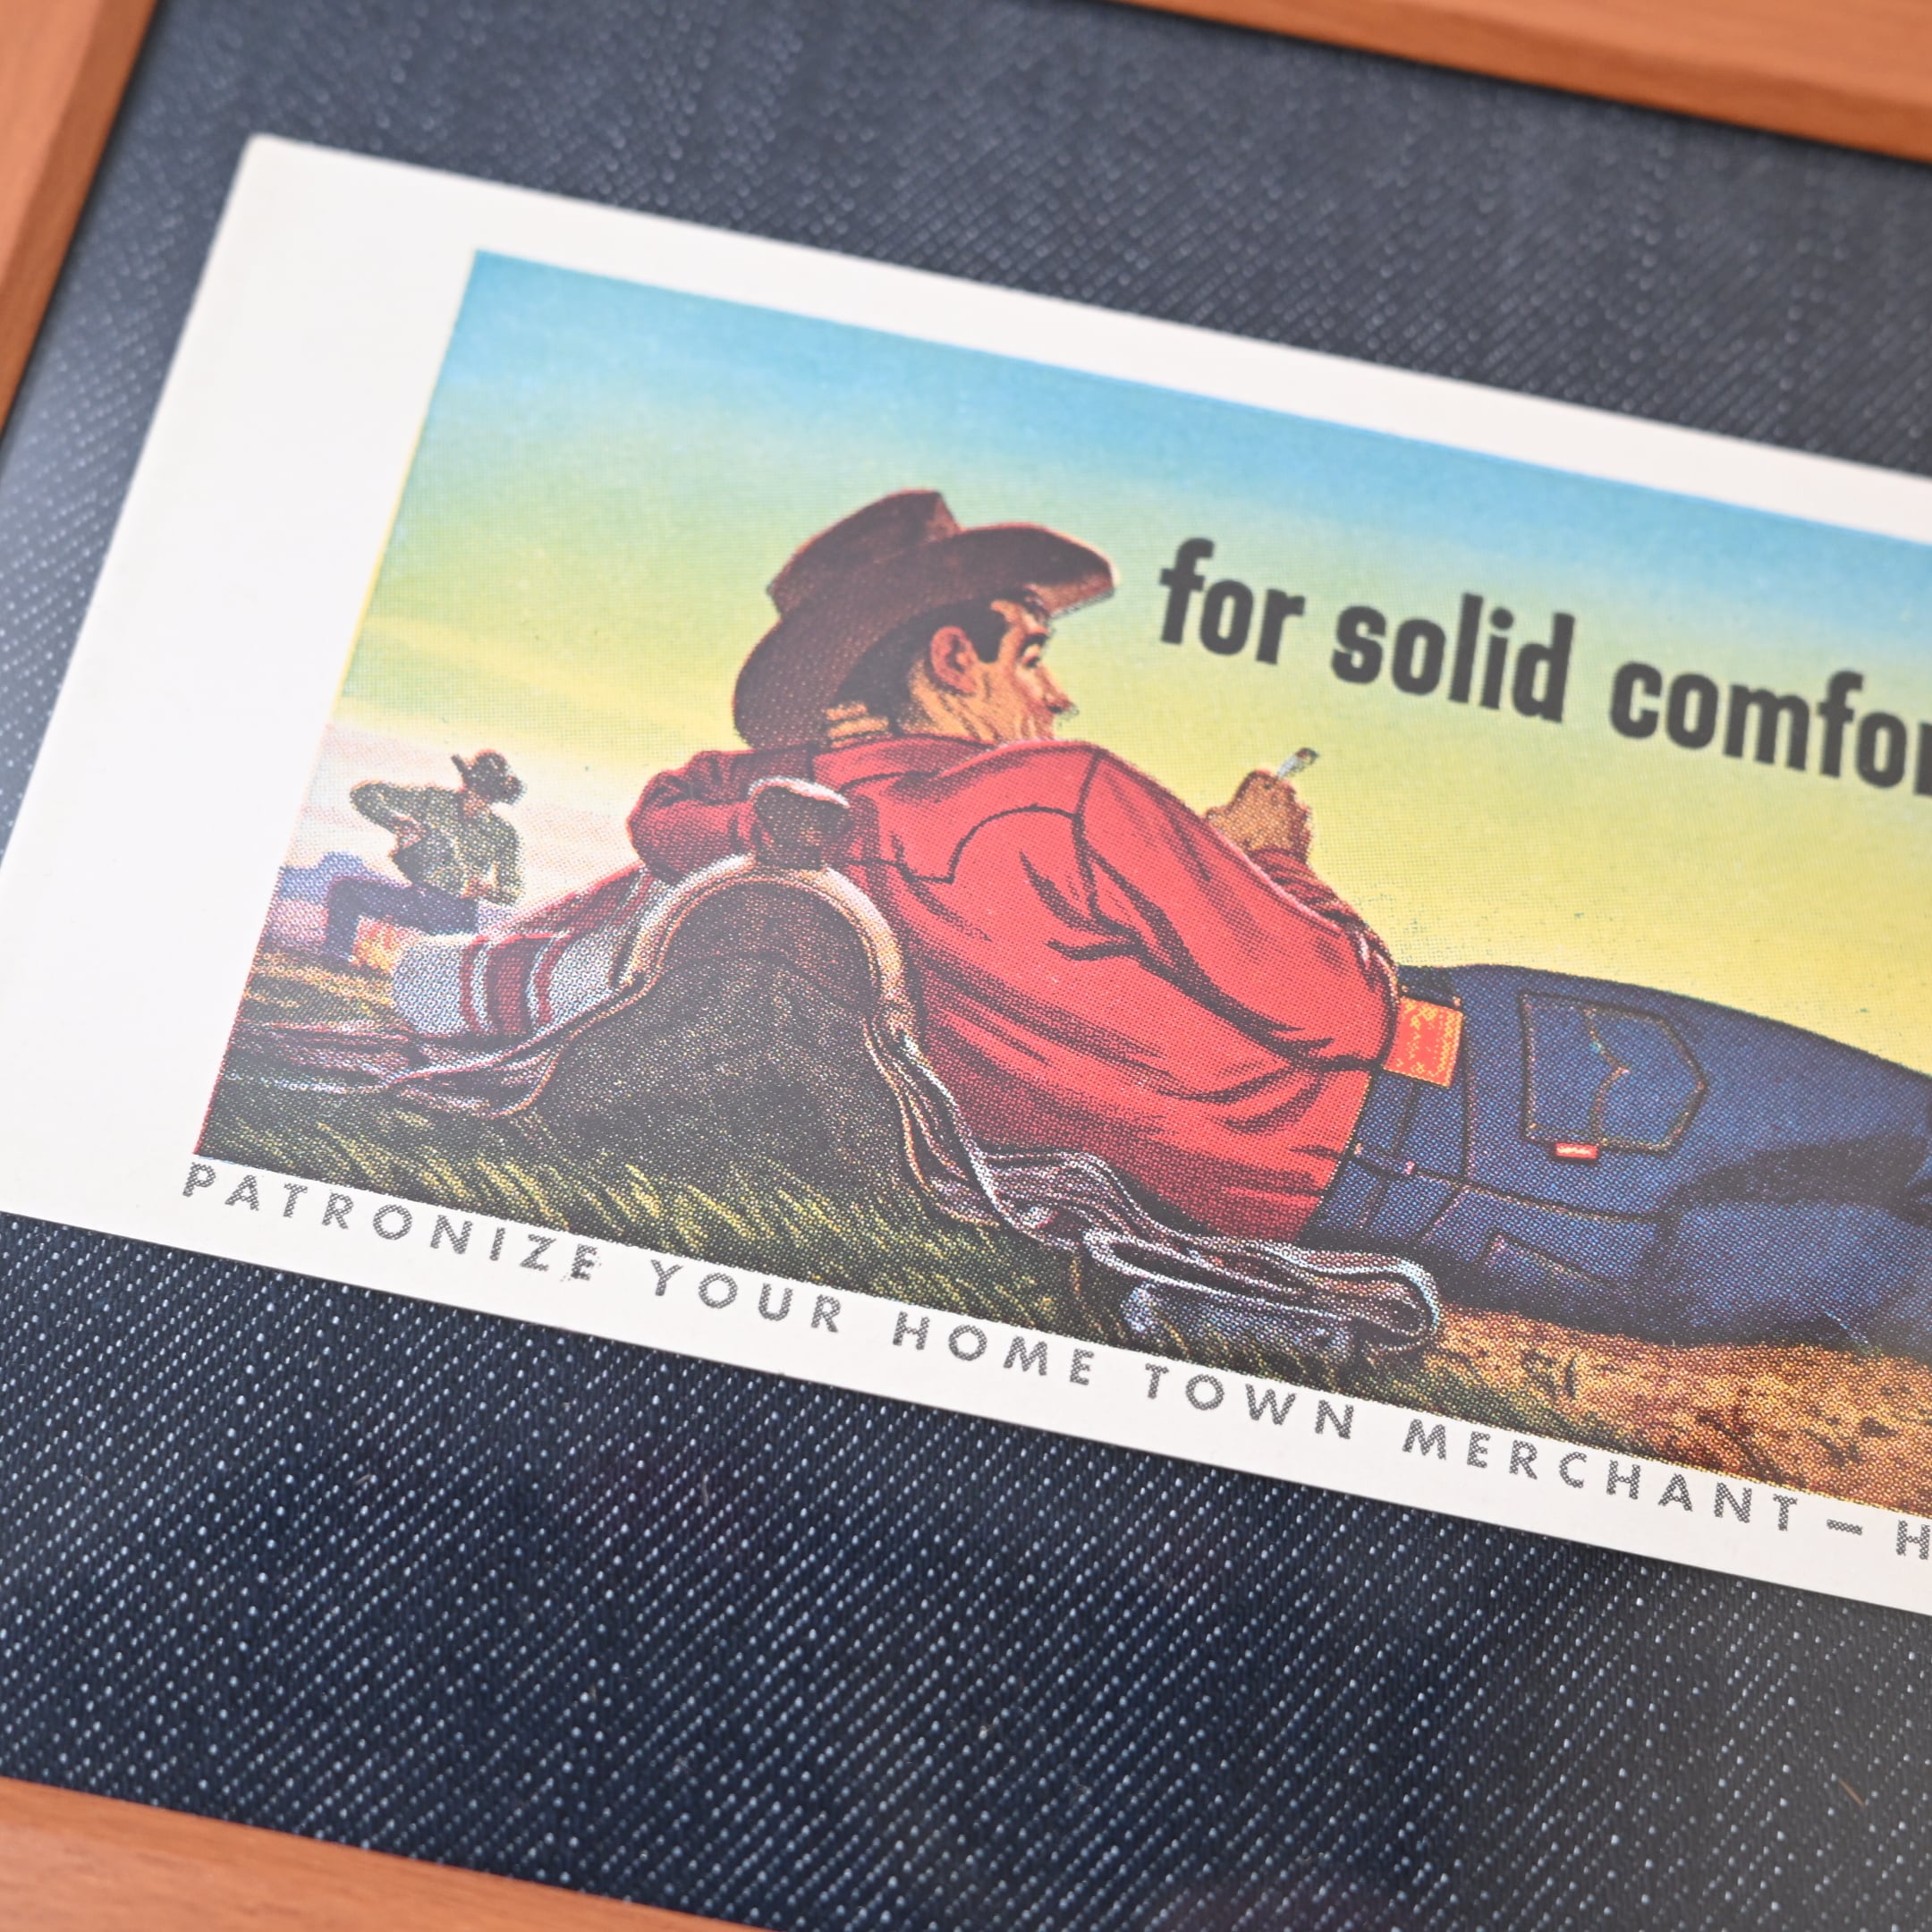 for solid comfor
PATRONIZE YOUR HOME TOWN MERCHANT — H